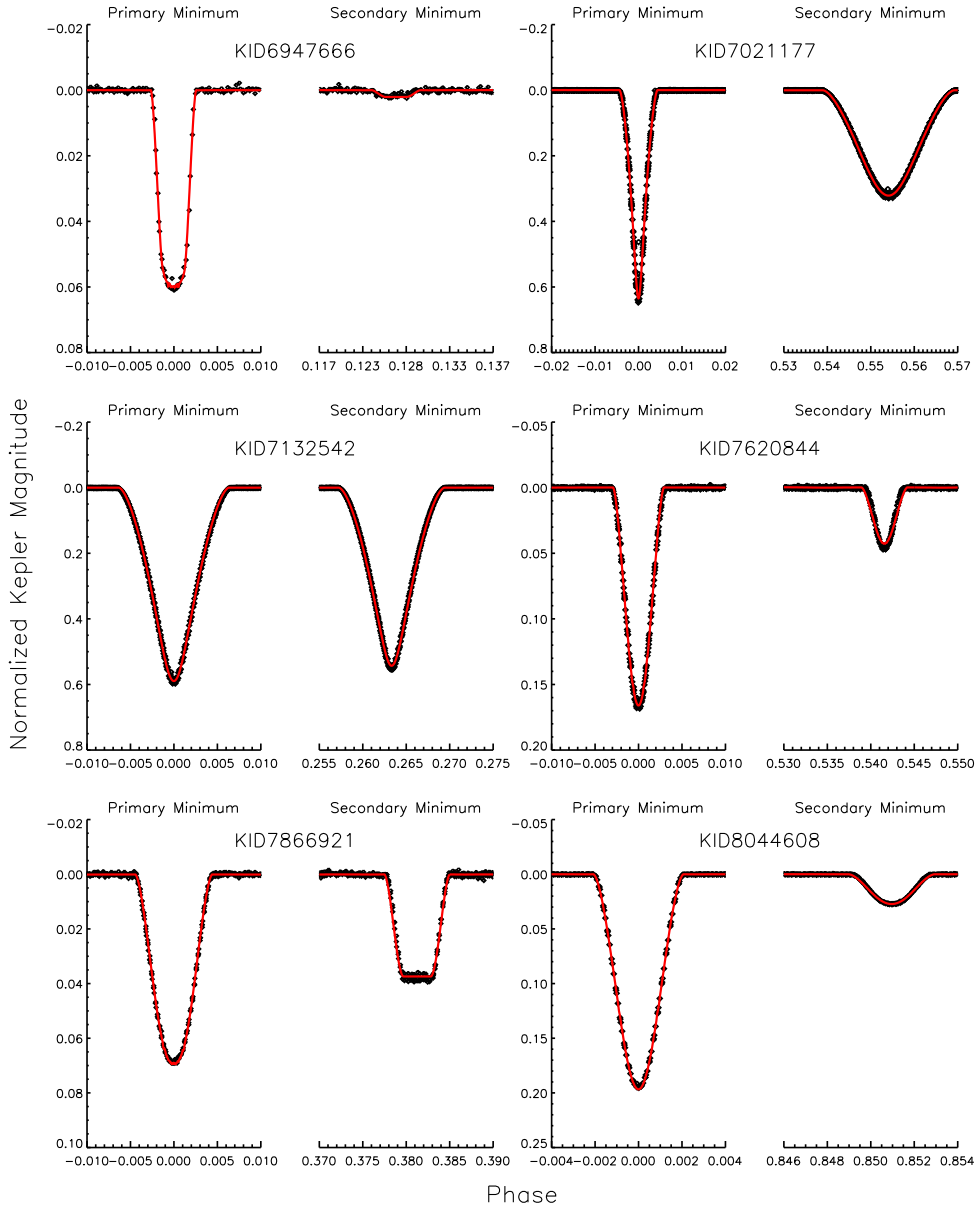 Primary Minimum Secondary Minimum Primary Minimum Secondary Minimum
KID6947666 KID7021177
-0.02 0.00 0.02 0.04 0.06 0.08
-0.2 0.0 0.2 0.4 0.6 0.8
-0.010 -0.005 0.000 0.005 0.010 0.117 0.123 0.128 0.133 0.137 -0.02 -0.01 0.00 0.01 0.02 0.53 0.54 0.55 0.56 0.57
Normalized Kepler Magnitude
Primary Minimum Secondary Minimum Primary Minimum Secondary Minimum
KID7132542 KID7620844
-0.2 0.0 0.2 0.4 0.6 0.8
-0.05 0.00 0.05 0.10 0.15 0.20
-0.010 -0.005 0.000 0.005 0.010 0.255 0.260 0.265 0.270 0.275 -0.010 -0.005 0.000 0.005 0.010 0.530 0.535 0.540 0.545 0.550
Primary Minimum Secondary Minimum Primary Minimum Secondary Minimum
KID7866921 KID8044608
-0.02 0.00 0.02 0.04 0.06 0.08 0.10
-0.05 0.00 0.05 0.10 0.15 0.20 0.25
-0.010 -0.005 0.000 0.005 0.010 0.370 0.375 0.380 0.385 0.390 -0.004 -0.002 0.000 0.002 0.004 0.846 0.848 0.850 0.852 0.854
Phase